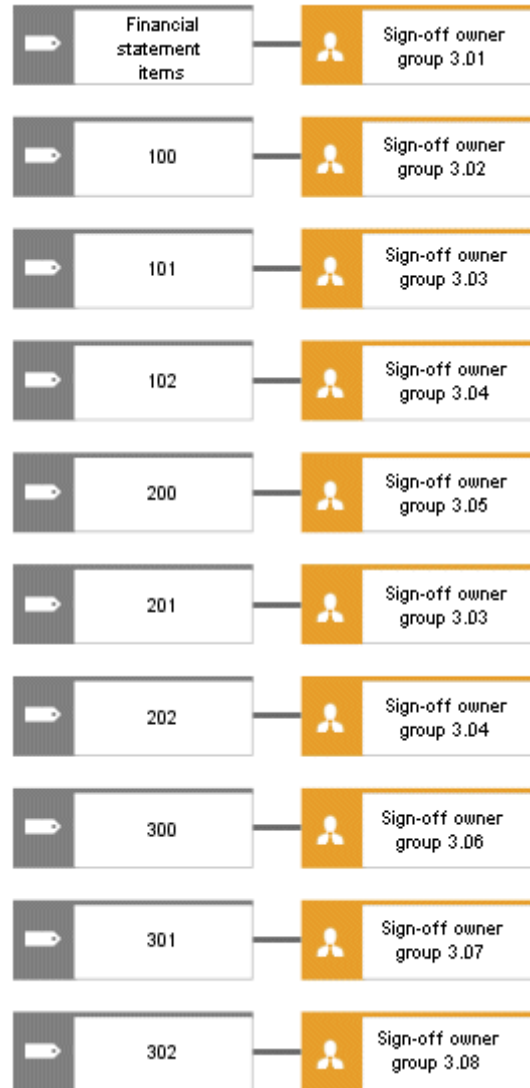 Financial
statement
items
Sign-off owner
group 3.01
100
Sign-off owner
group 3.02
101
Sign-off owner
group 3.03
102
Sign-off owner
group 3.04
200
Sign-off owner
group 3.05
201
Sign-off owner
group 3.03
202
Sign-off owner
group 3.04
300
Sign-off owner
group 3.06
301
Sign-off owner
group 3.07
302
Sign-off owner
group 3.08